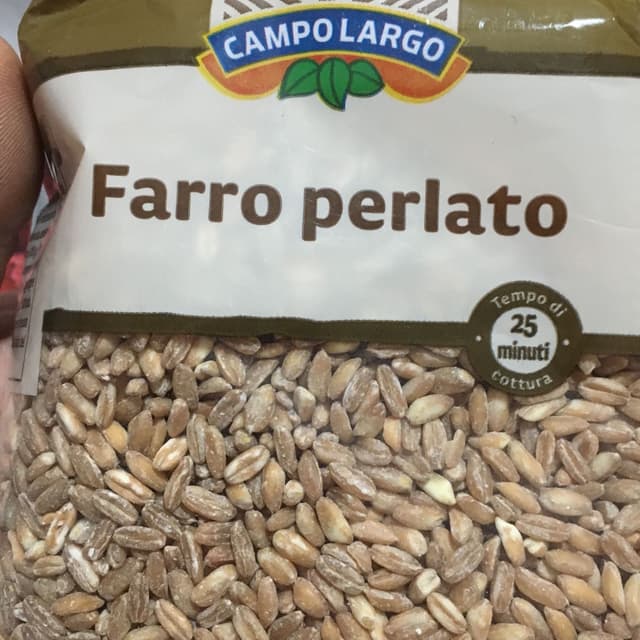 CAMPO LARGO
Farro perlato
Tempo di
25
minuti
cottura